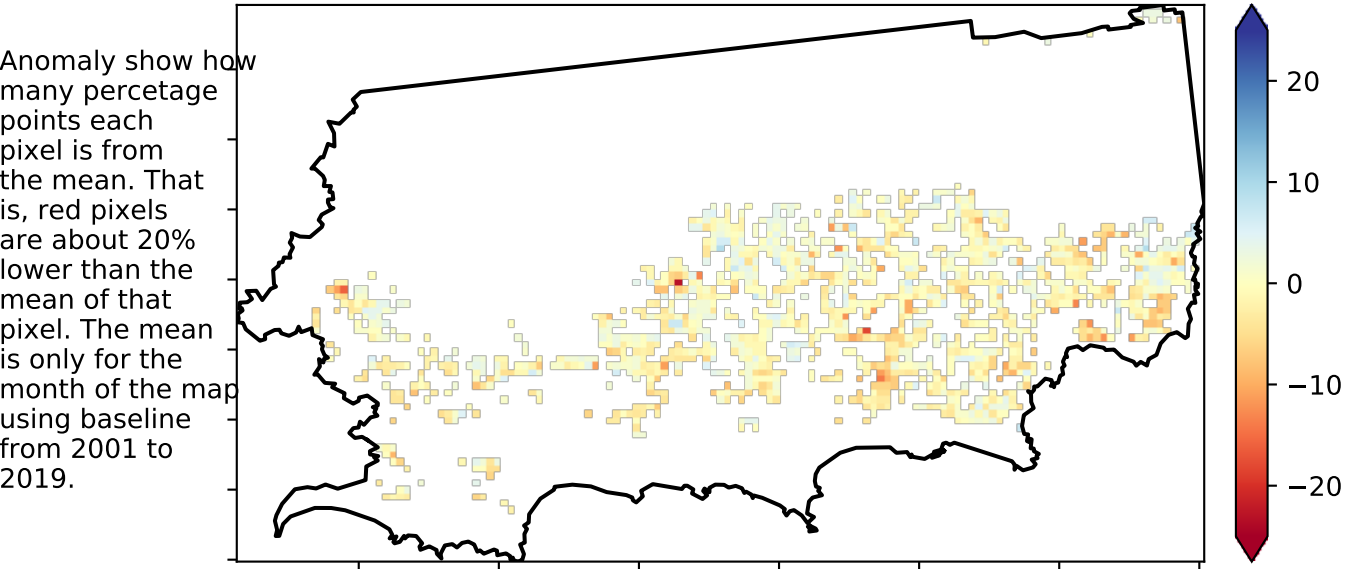 Anomaly show how
many percetage
points each
pixel is from
the mean. That
is, red pixels
are about 20%
lower than the
mean of that
pixel. The mean
is only for the
month of the map
using baseline
from 2001 to
2019.
20
10
0
−10
−20